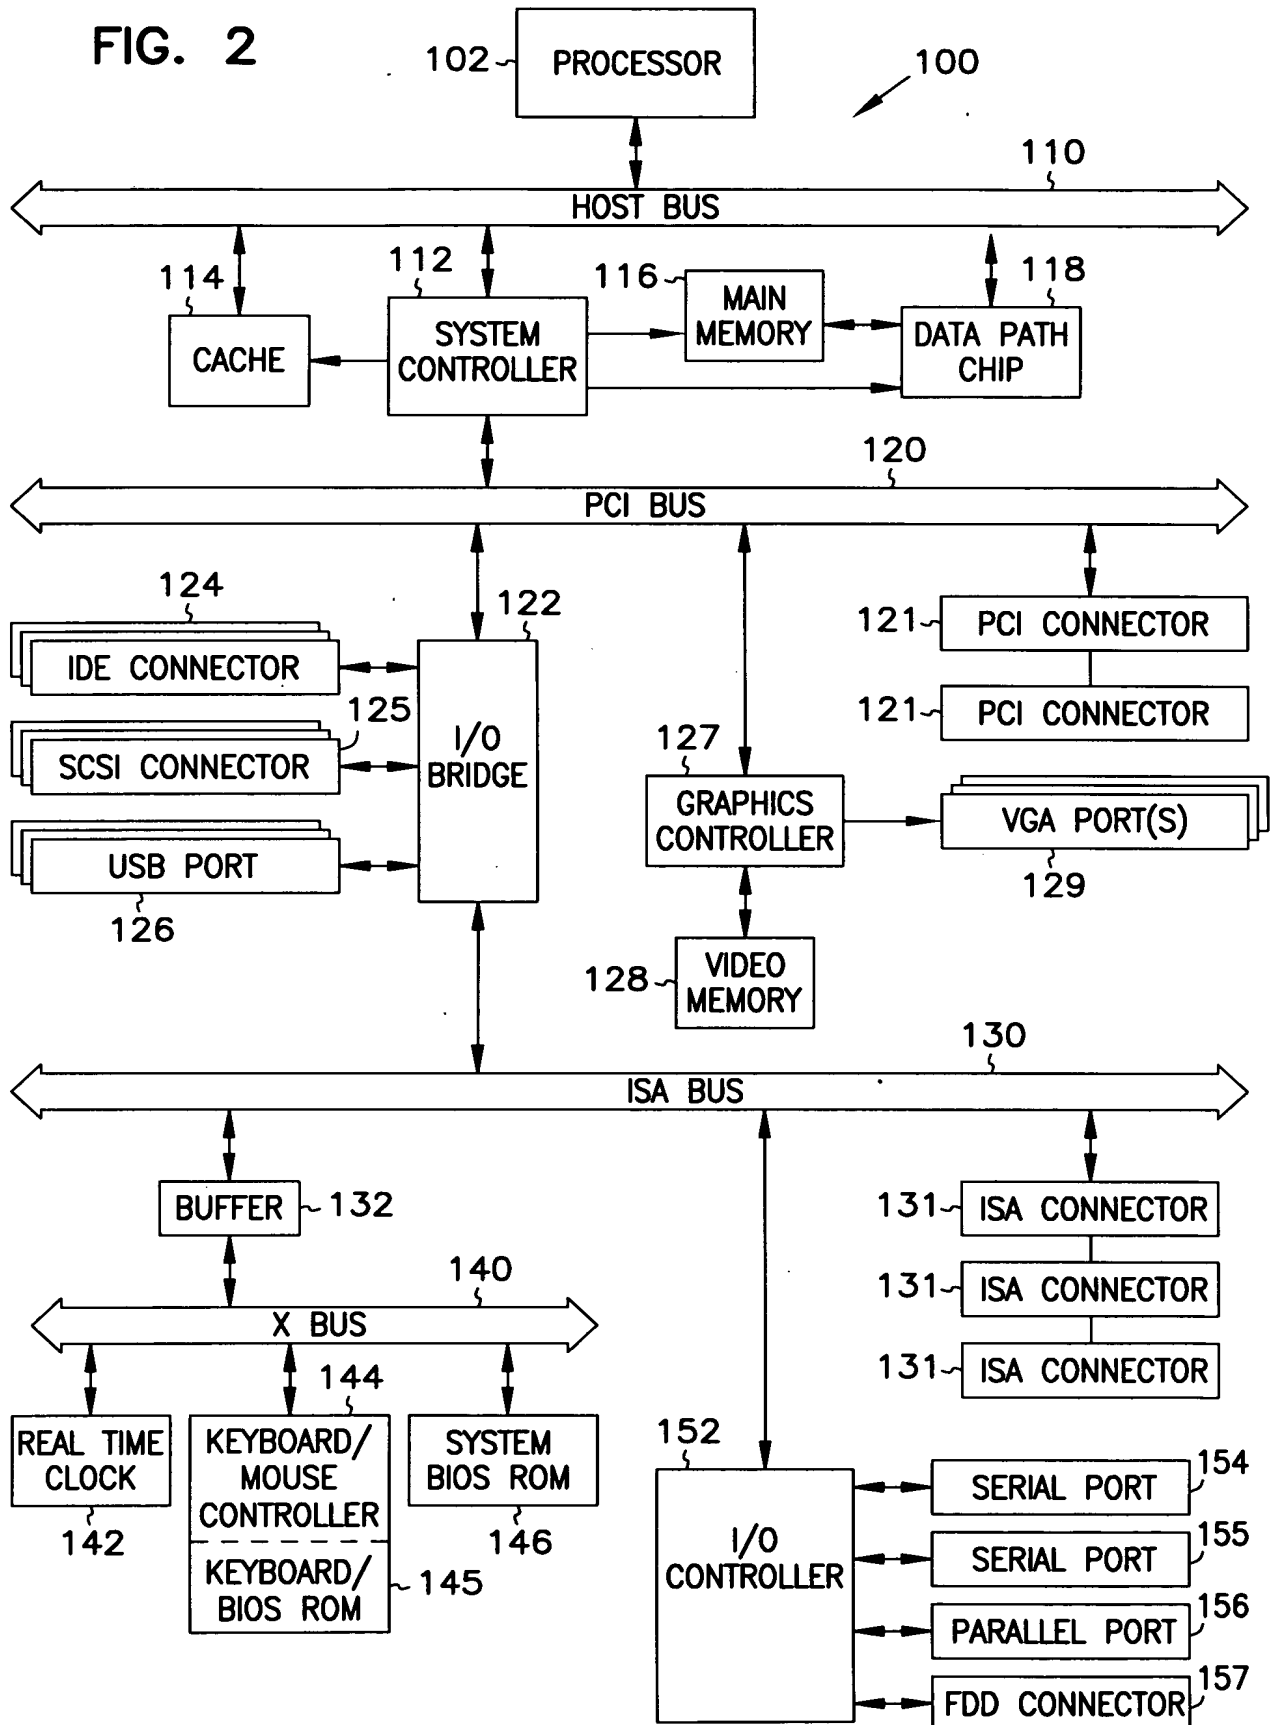 FIG. 2
102
PROCESSOR
100
110
HOST BUS
114
CACHE
112
SYSTEM
CONTROLLER
116
MAIN
MEMORY
118
DATA PATH
CHIP
120
PCI BUS
124
IDE CONNECTOR
122
I/O
BRIDGE
125
SCSI CONNECTOR
USB PORT
126
121
PCI CONNECTOR
121
PCI CONNECTOR
127
GRAPHICS
CONTROLLER
VGA PORT(S)
129
128
VIDEO
MEMORY
130
ISA BUS
BUFFER
132
131
ISA CONNECTOR
131
ISA CONNECTOR
131
ISA CONNECTOR
140
X BUS
REAL TIME
CLOCK
142
144
KEYBOARD/
MOUSE
CONTROLLER
KEYBOARD/
BIOS ROM
145
SYSTEM
BIOS ROM
146
152
I/O
CONTROLLER
154
SERIAL PORT
155
SERIAL PORT
156
PARALLEL PORT
157
FDD CONNECTOR